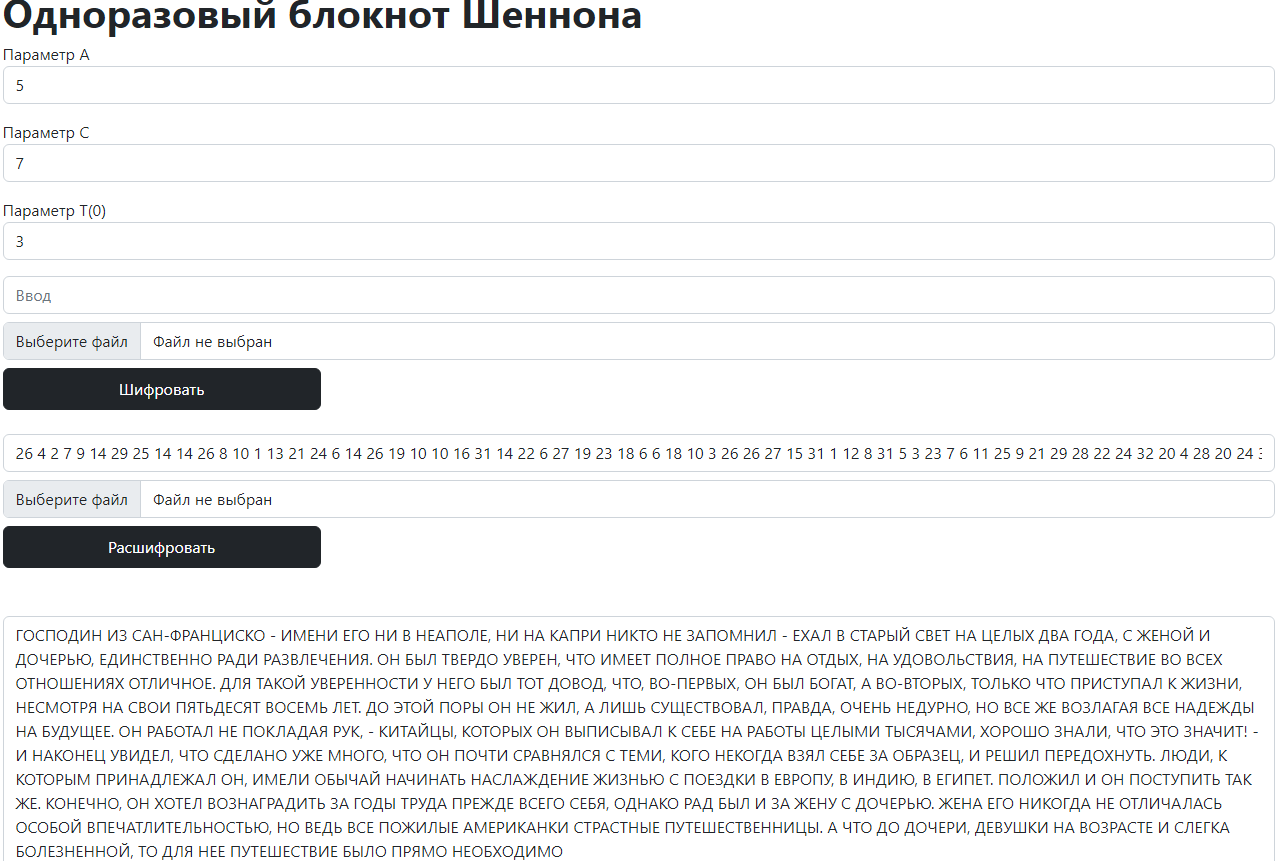 Одноразовый блокнот Шеннона
Параметр A
5
Параметр C
7
Параметр T(0)
3
Ввод
Выберите файл Файл не выбран
Шифровать
26 4 2 7 9 14 29 25 14 14 26 8 10 1 13 21 24 6 14 26 19 10 10 16 31 14 22 6 27 19 23 18 6 6 18 10 3 26 26 27 15 31 1 12 8 31 5 3 23 7 6 11 25 9 21 29 28 22 24 32 20 4 28 20 24
Выберите файл Файл не выбран
Расшифровать
ГОСПОДИН ИЗ САН-ФРАНЦИСКО - ИМЕНИ ЕГО НИ В НЕАПОЛЕ, НИ НА КАПРИ НИКТО НЕ ЗАПОМНИЛ - ЕХАЛ В СТАРЫЙ СВЕТ НА ЦЕЛЫХ ДВА ГОДА, С ЖЕНОЙ И
ДОЧЕРЬЮ, ЕДИНСТВЕННО РАДИ РАЗВЛЕЧЕНИЯ. ОН БЫЛ ТВЕРДО УВЕРЕН, ЧТО ИМЕЕТ ПОЛНОЕ ПРАВО НА ОТДЫХ, НА УДОВОЛЬСТВИЯ, НА ПУТЕШЕСТВИЕ ВО ВСЕХ
ОТНОШЕНИЯХ ОТЛИЧНОЕ. ДЛЯ ТАКОЙ УВЕРЕННОСТИ У НЕГО БЫЛ ТОТ ДОВОД, ЧТО, ВО-ПЕРВЫХ, ОН БЫЛ БОГАТ, А ВО-ВТОРЫХ, ТОЛЬКО ЧТО ПРИСТУПАЛ К ЖИЗНИ,
НЕСМОТРЯ НА СВОИ ПЯТЬДЕСЯТ ВОСЕМЬ ЛЕТ. ДО ЭТОЙ ПОРЫ ОН НЕ ЖИЛ, А ЛИШЬ СУЩЕСТВОВАЛ, ПРАВДА, ОЧЕНЬ НЕДУРНО, НО ВСЕ ЖЕ ВОЗЛАГАЯ ВСЕ НАДЕЖДЫ
НА БУДУЩЕЕ. ОН РАБОТАЛ НЕ ПОКЛАДАЯ РУК, - КИТАЙЦЫ, КОТОРЫХ ОН ВЫПИСЫВАЛ К СЕБЕ НА РАБОТЫ ЦЕЛЫМИ ТЫСЯЧАМИ, ХОРОШО ЗНАЛИ, ЧТО ЭТО ЗНАЧИТ! -
И НАКОНЕЦ УВИДЕЛ, ЧТО СДЕЛАНО УЖЕ МНОГО, ЧТО ОН ПОЧТИ СРАВНЯЛСЯ С ТЕМИ, КОГО НЕКОГДА ВЗЯЛ СЕБЕ ЗА ОБРАЗЕЦ, И РЕШИЛ ПЕРЕДОХНУТЬ. ЛЮДИ, К
КОТОРЫМ ПРИНАДЛЕЖАЛ ОН, ИМЕЛИ ОБЫЧАЙ НАЧИНАТЬ НАСЛАЖДЕНИЕ ЖИЗНЬЮ С ПОЕЗДКИ В ЕВРОПУ, В ИНДИЮ, В ЕГИПЕТ. ПОЛОЖИЛ И ОН ПОСТУПИТЬ ТАК
ЖЕ. КОНЕЧНО, ОН ХОТЕЛ ВОЗНАГРАДИТЬ ЗА ГОДЫ ТРУДА ПРЕЖДЕ ВСЕГО СЕБЯ, ОДНАКО РАД БЫЛ И ЗА ЖЕНУ С ДОЧЕРЬЮ. ЖЕНА ЕГО НИКОГДА НЕ ОТЛИЧАЛАСЬ
ОСОБОЙ ВПЕЧАТЛИТЕЛЬНОСТЬЮ, НО ВЕДЬ ВСЕ ПОЖИЛЫЕ АМЕРИКАНКИ СТРАСТНЫЕ ПУТЕШЕСТВЕННИЦЫ. А ЧТО ДО ДОЧЕРИ, ДЕВУШКИ НА ВОЗРАСТЕ И СЛЕГКА
БОЛЕЗНЕННОЙ, ТО ДЛЯ НЕЕ ПУТЕШЕСТВИЕ БЫЛО ПРЯМО НЕОБХОДИМО